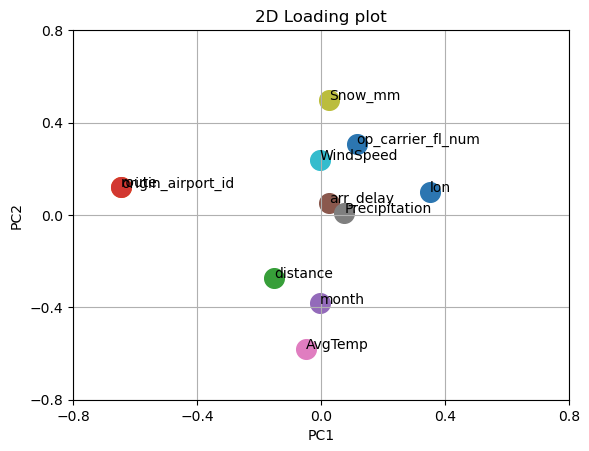 2D Loading plot
0.8
Snow_mm
0.4
op_carrier_fl_num
WindSpeed
route
origin_airport_id
lon
arr_delay
Precipitation
0.0
PC2
distance
month
−0.4
AvgTemp
−0.8
−0.8 −0.4 0.0 0.4 0.8
PC1